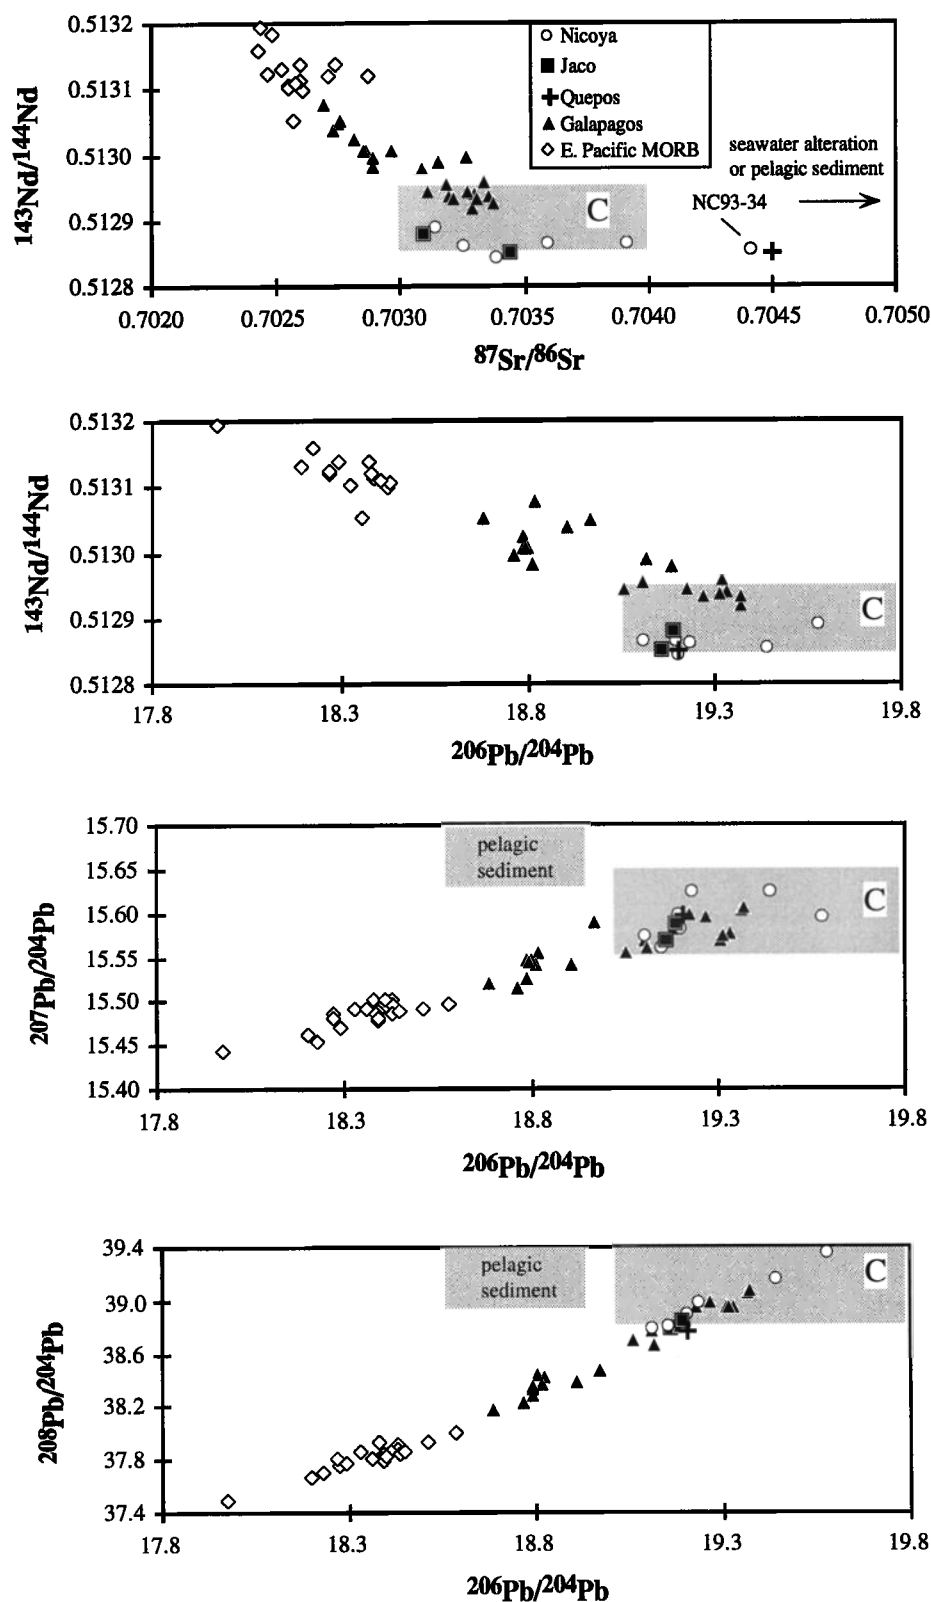 0.5132
0.5131
0.5130
0.5129
0.5128
143Nd/144Nd
Nicoya
Jaco
Quepos
Galapagos
E. Pacific MORB
seawater alteration
or pelagic sediment
NC93-34
C
0.7020 0.7025 0.7030 0.7035 0.7040 0.7045 0.7050
87Sr/86Sr
0.5132
0.5131
0.5130
0.5129
0.5128
143Nd/144Nd
C
17.8 18.3 18.8 19.3 19.8
206Pb/204Pb
15.70
15.65
15.60
15.55
15.50
15.45
15.40
207Pb/204Pb
pelagic
sediment
C
17.8 18.3 18.8 19.3 19.8
206Pb/204Pb
39.4
39.0
38.6
38.2
37.8
37.4
208Pb/204Pb
pelagic
sediment
C
17.8 18.3 18.8 19.3 19.8
206Pb/204Pb